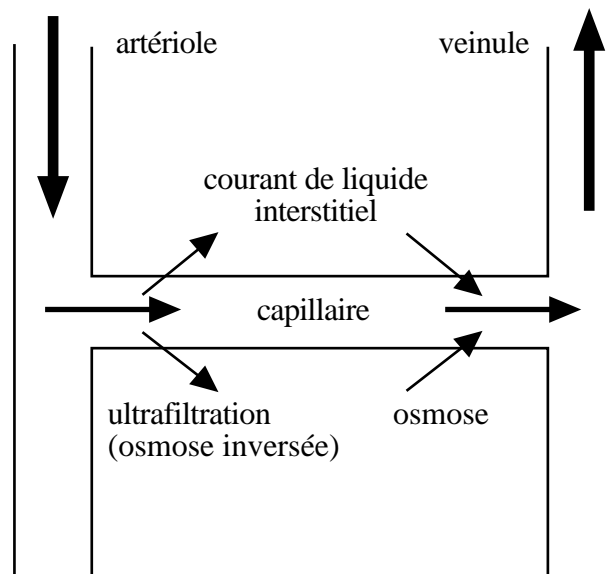 artériole
veinule
courant de liquide
interstitiel
capillaire
ultrafiltration
(osmose inversée)
osmose